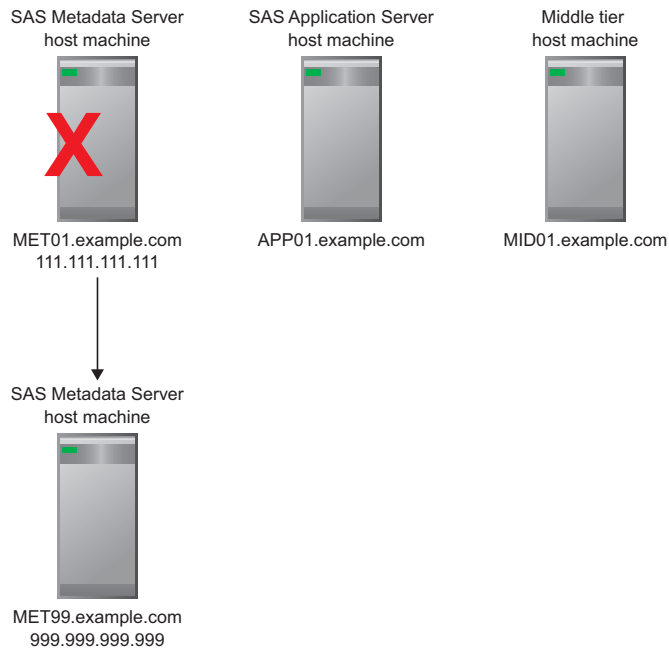 SAS Metadata Server
host machine
SAS Application Server
host machine
Middle tier
host machine
X
MET01.example.com
111.111.111.111
APP01.example.com
MID01.example.com
SAS Metadata Server
host machine
MET99.example.com
999.999.999.999